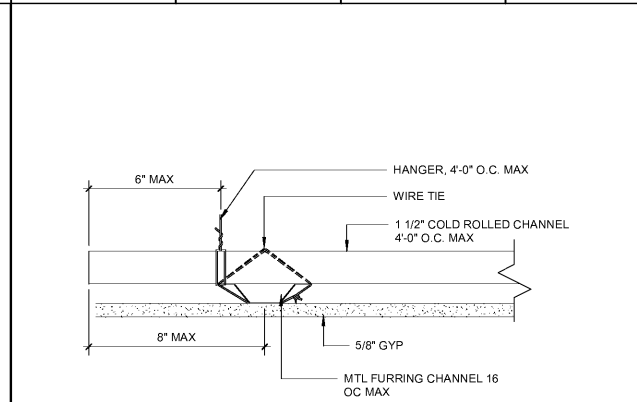 HANGER, 4'-0" O.C. MAX
6" MAX
WIRE TIE
1 1/2" COLD ROLLED CHANNEL
4'-0" O.C. MAX
8" MAX
5/8" GYP
MTL FURRING CHANNEL 16
OC MAX